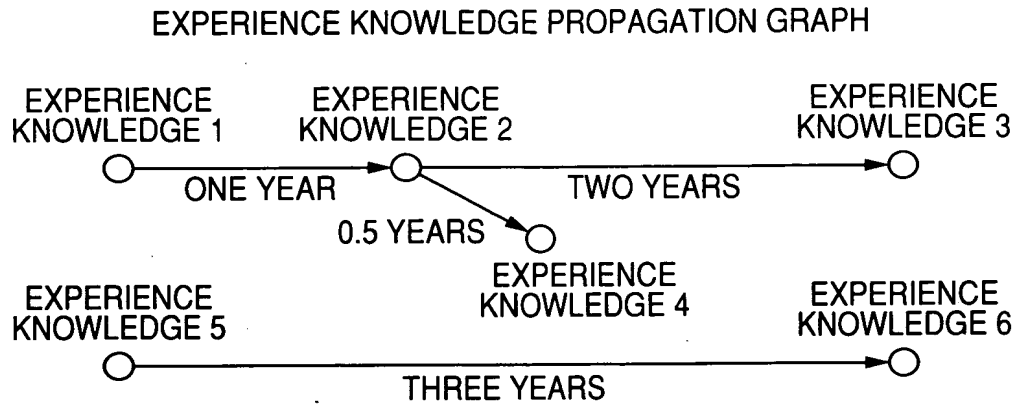 EXPERIENCE KNOWLEDGE PROPAGATION GRAPH
EXPERIENCE
KNOWLEDGE 1
EXPERIENCE
KNOWLEDGE 2
EXPERIENCE
KNOWLEDGE 3
ONE YEAR
TWO YEARS
0.5 YEARS
EXPERIENCE
KNOWLEDGE 4
EXPERIENCE
KNOWLEDGE 5
EXPERIENCE
KNOWLEDGE 6
THREE YEARS